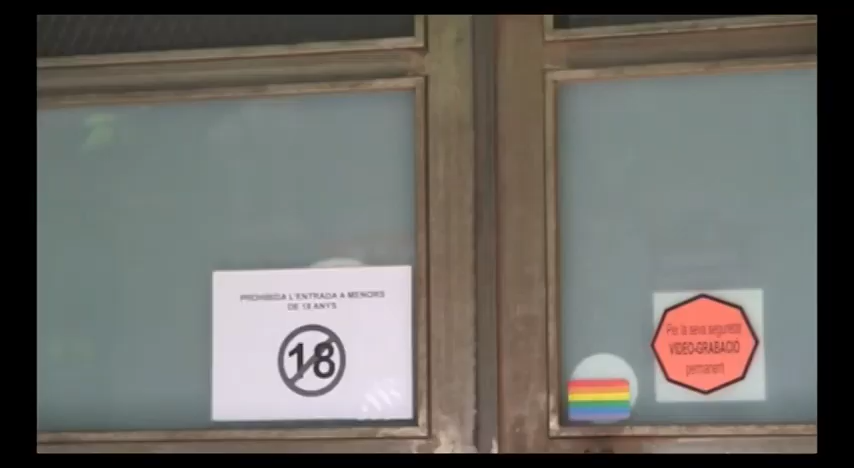 PROHIBIDA L'ENTRADA A MENORS
DE 18 ANYS
18
Per la seva seguretat
VIDEO-GRABACIÓ
permanent